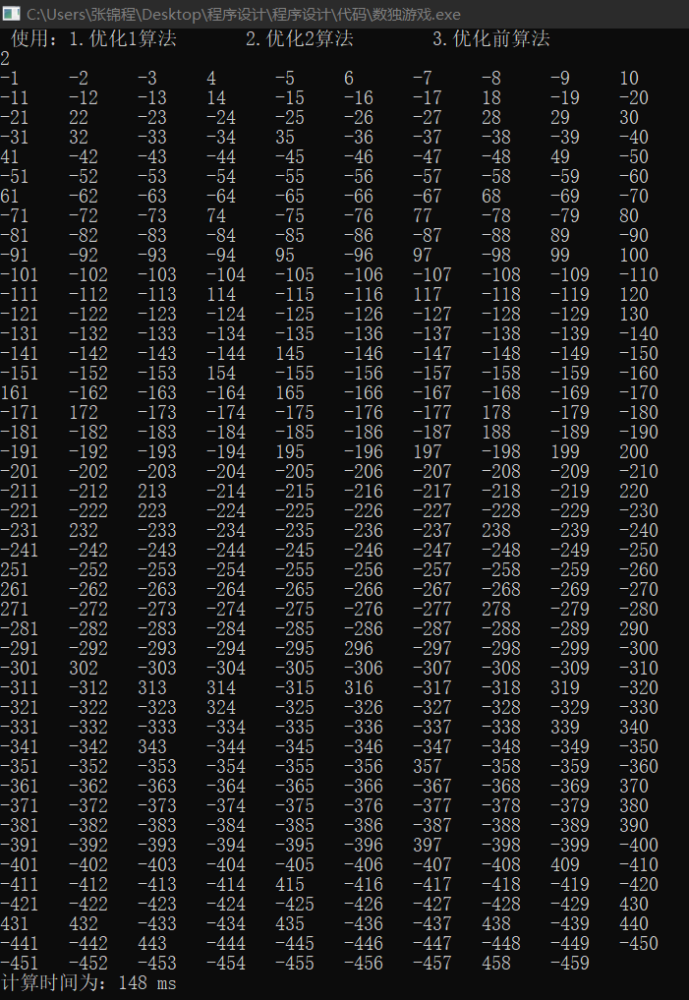 C:\Users\张锦程\Desktop\程序设计\程序设计\代码\数独游戏.exe
使用: 1.优化1算法 2.优化2算法 3.优化前算法
2
-1 -2 -3 4 -5 6 -7 -8 -9 10
-11 -12 -13 14 -15 -16 -17 18 -19 -20
-21 22 -23 -24 -25 -26 -27 28 29 30
-31 32 -33 -34 35 -36 -37 -38 -39 -40
41 -42 -43 -44 -45 -46 -47 -48 49 -50
-51 -52 -53 -54 -55 -56 -57 -58 -59 -60
61 -62 -63 -64 -65 -66 -67 68 -69 -70
-71 -72 -73 74 -75 -76 77 -78 -79 80
-81 -82 -83 -84 -85 -86 -87 -88 89 -90
-91 -92 -93 -94 95 -96 97 -98 99 100
-101 -102 -103 -104 -105 -106 -107 -108 -109 -110
-111 -112 -113 114 -115 -116 117 -118 -119 120
-121 -122 -123 -124 -125 -126 -127 -128 -129 130
-131 -132 -133 -134 -135 -136 -137 -138 -139 -140
-141 -142 -143 -144 145 -146 -147 -148 -149 -150
-151 -152 -153 154 -155 -156 -157 -158 -159 -160
161 -162 -163 -164 165 -166 -167 -168 -169 -170
-171 172 -173 -174 -175 -176 -177 178 -179 -180
-181 -182 -183 -184 -185 -186 -187 188 -189 -190
-191 -192 -193 -194 195 -196 197 -198 199 200
-201 -202 -203 -204 -205 -206 -207 -208 -209 -210
-211 -212 213 -214 -215 -216 -217 -218 -219 220
-221 -222 223 -224 -225 -226 -227 -228 -229 -230
-231 232 -233 -234 -235 -236 -237 238 -239 -240
-241 -242 -243 -244 -245 -246 -247 -248 -249 -250
251 -252 -253 -254 -255 -256 -257 -258 -259 -260
261 -262 -263 -264 -265 -266 -267 -268 -269 -270
271 -272 -273 -274 -275 -276 -277 278 -279 -280
-281 -282 -283 -284 -285 -286 -287 -288 -289 290
-291 -292 -293 -294 -295 296 -297 -298 -299 -300
-301 302 -303 -304 -305 -306 -307 -308 -309 -310
-311 -312 313 314 -315 316 -317 -318 319 -320
-321 -322 -323 324 -325 -326 -327 -328 -329 -330
-331 -332 -333 -334 -335 -336 -337 -338 339 340
-341 -342 343 -344 -345 -346 -347 -348 -349 -350
-351 -352 -353 -354 -355 -356 357 -358 -359 -360
-361 -362 -363 -364 -365 -366 -367 -368 -369 370
-371 -372 -373 -374 -375 -376 -377 -378 -379 380
-381 -382 -383 -384 -385 -386 -387 -388 -389 390
-391 -392 -393 -394 -395 -396 397 -398 -399 -400
-401 -402 -403 -404 -405 -406 -407 -408 409 -410
-411 -412 -413 -414 415 -416 -417 -418 -419 -420
-421 -422 -423 -424 -425 -426 -427 -428 -429 430
431 432 -433 -434 435 -436 -437 438 -439 440
-441 -442 443 -444 -445 -446 -447 -448 -449 -450
-451 -452 -453 -454 -455 -456 -457 458 -459
计算时间为: 148 ms